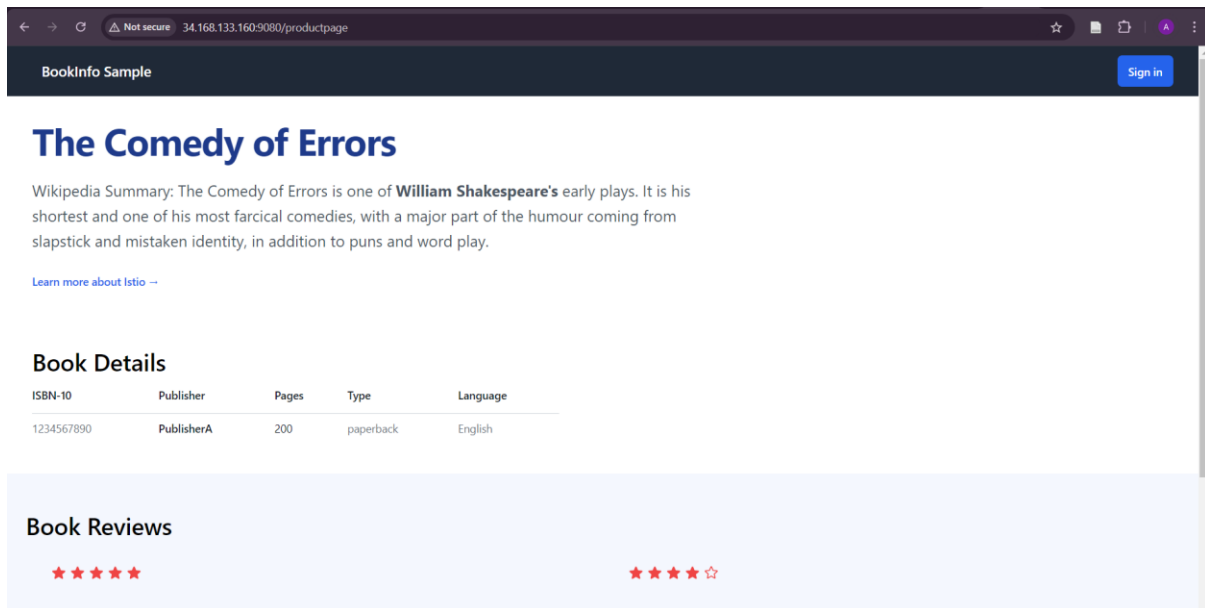 Not secure 34.168.133.160:9080/productpage
A
BookInfo Sample
Sign in
The Comedy of Errors
Wikipedia Summary: The Comedy of Errors is one of William Shakespeare's early plays. It is his
shortest and one of his most farcical comedies, with a major part of the humour coming from
slapstick and mistaken identity, in addition to puns and word play.
Learn more about Istio →
Book Details
ISBN-10 Publisher Pages Type Language
1234567890 PublisherA 200 paperback English
Book Reviews